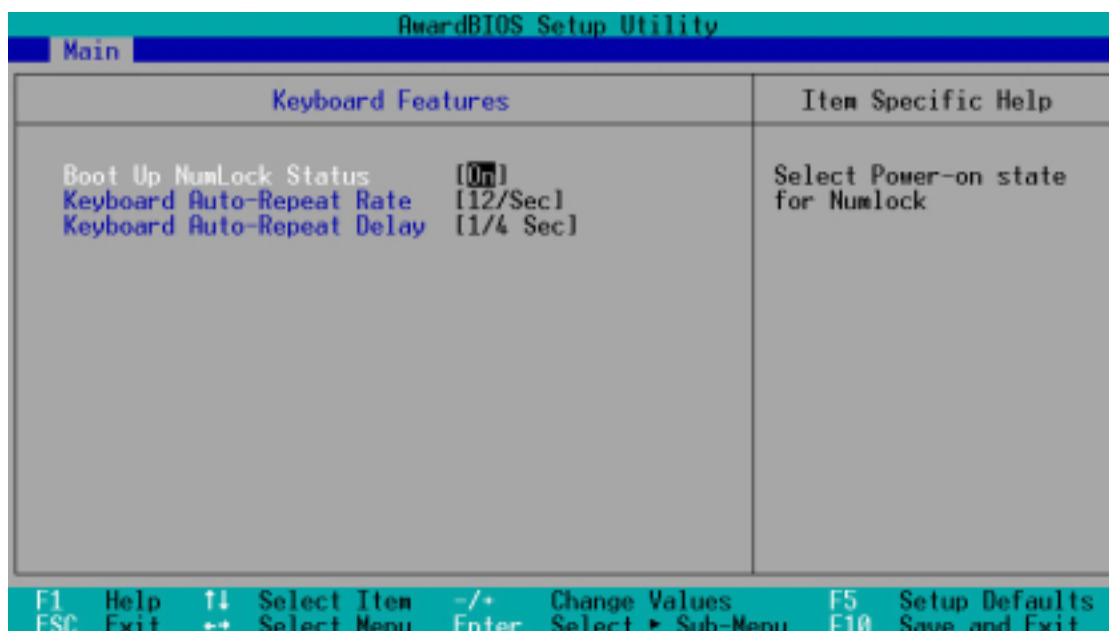 AwardBIOS Setup Utility
Main
Keyboard Features
Item Specific Help
Boot Up NumLock Status [On]
Keyboard Auto-Repeat Rate [12/Sec]
Keyboard Auto-Repeat Delay [1/4 Sec]
Select Power-on state
for Numlock
F1 Help ↑↓ Select Item -/+ Change Values F5 Setup Defaults
ESC Exit ←→ Select Menu Enter Select ► Sub-Menu F10 Save and Exit